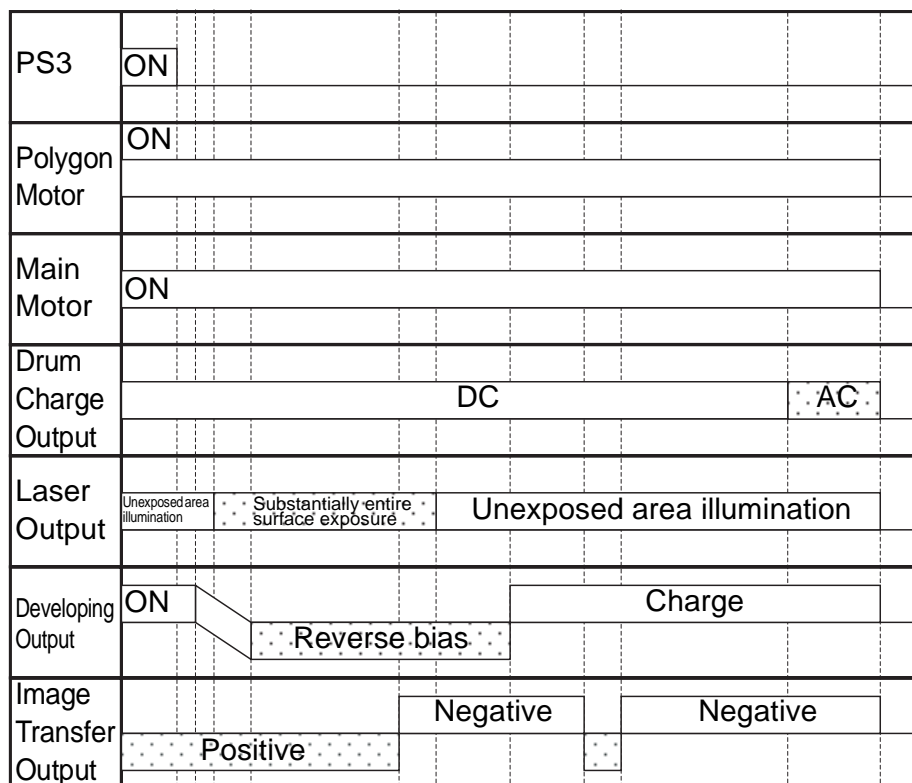 PS3
ON
ON
Polygon
Motor
Main
Motor
ON
Drum
Charge
Output
DC
AC
Laser
Output
Unexposed area
illumination
Substantially entire
surface exposure
Unexposed area illumination
Developing
Output
ON
Reverse bias
Charge
Image
Transfer
Output
Positive
Negative
Negative